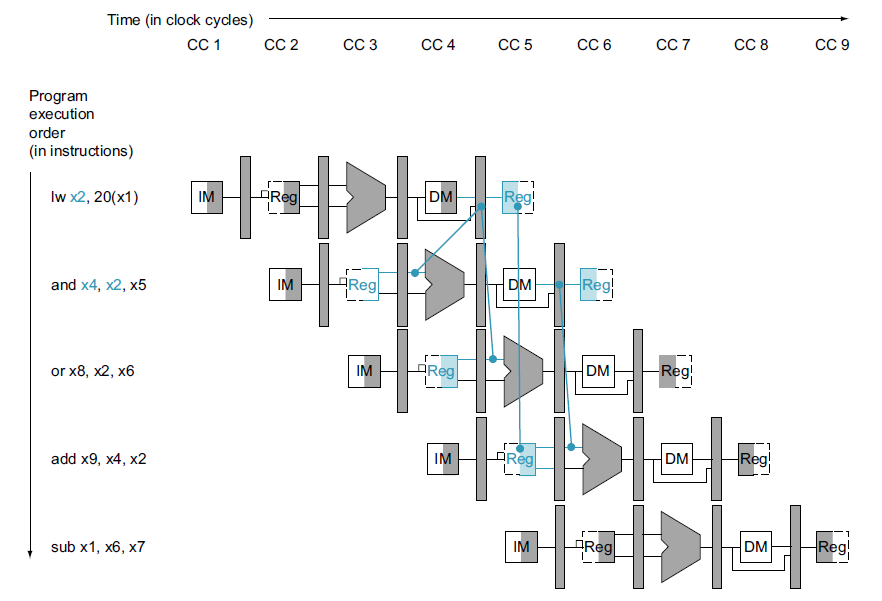 Time (in clock cycles)
CC 1 CC 2 CC 3 CC 4 CC 5 CC 6 CC 7 CC 8 CC 9
Program
execution
order
(in instructions)
lw x2, 20(x1) IM Reg DM Reg
and x4, x2, x5 IM Reg DM Reg
or x8, x2, x6 IM Reg DM Reg
add x9, x4, x2 IM Reg DM Reg
sub x1, x6, x7 IM Reg DM Reg